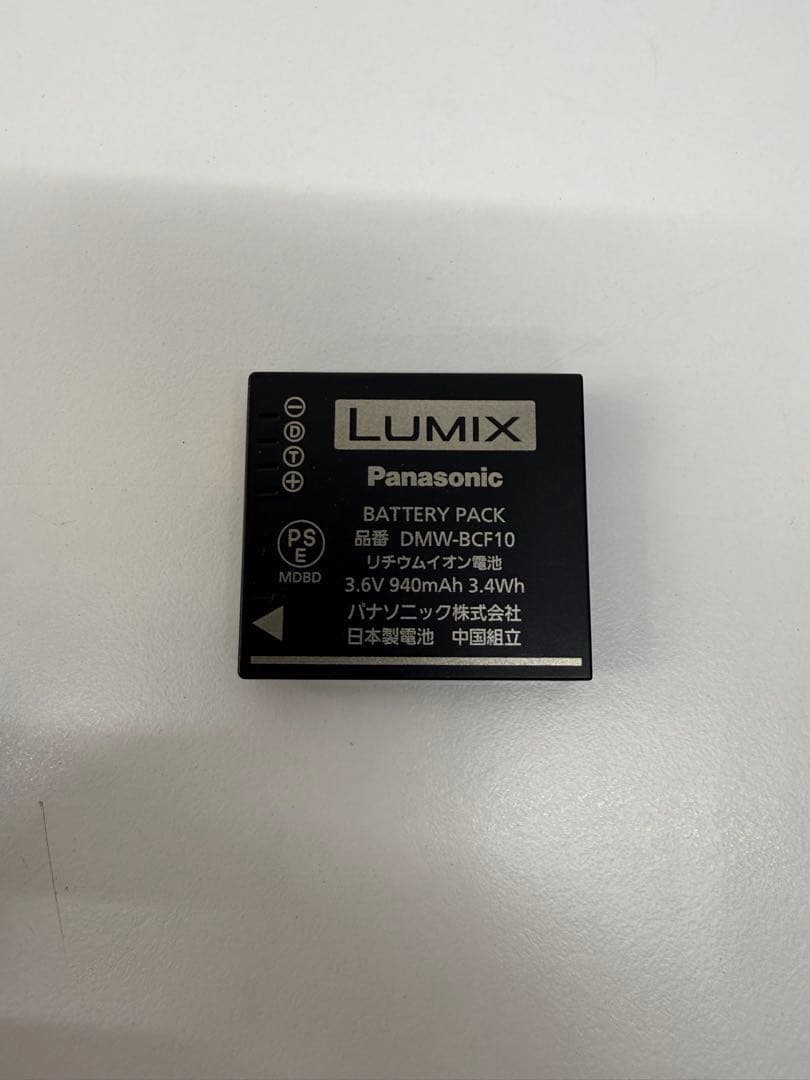 LUMIX
Panasonic
BATTERY PACK
品番 DMW-BCF10
リチウムイオン電池
3.6V 940mAh 3.4Wh
パナソニック株式会社
日本製電池 中国組立
− 
D
T
+
PS
E
MDBD